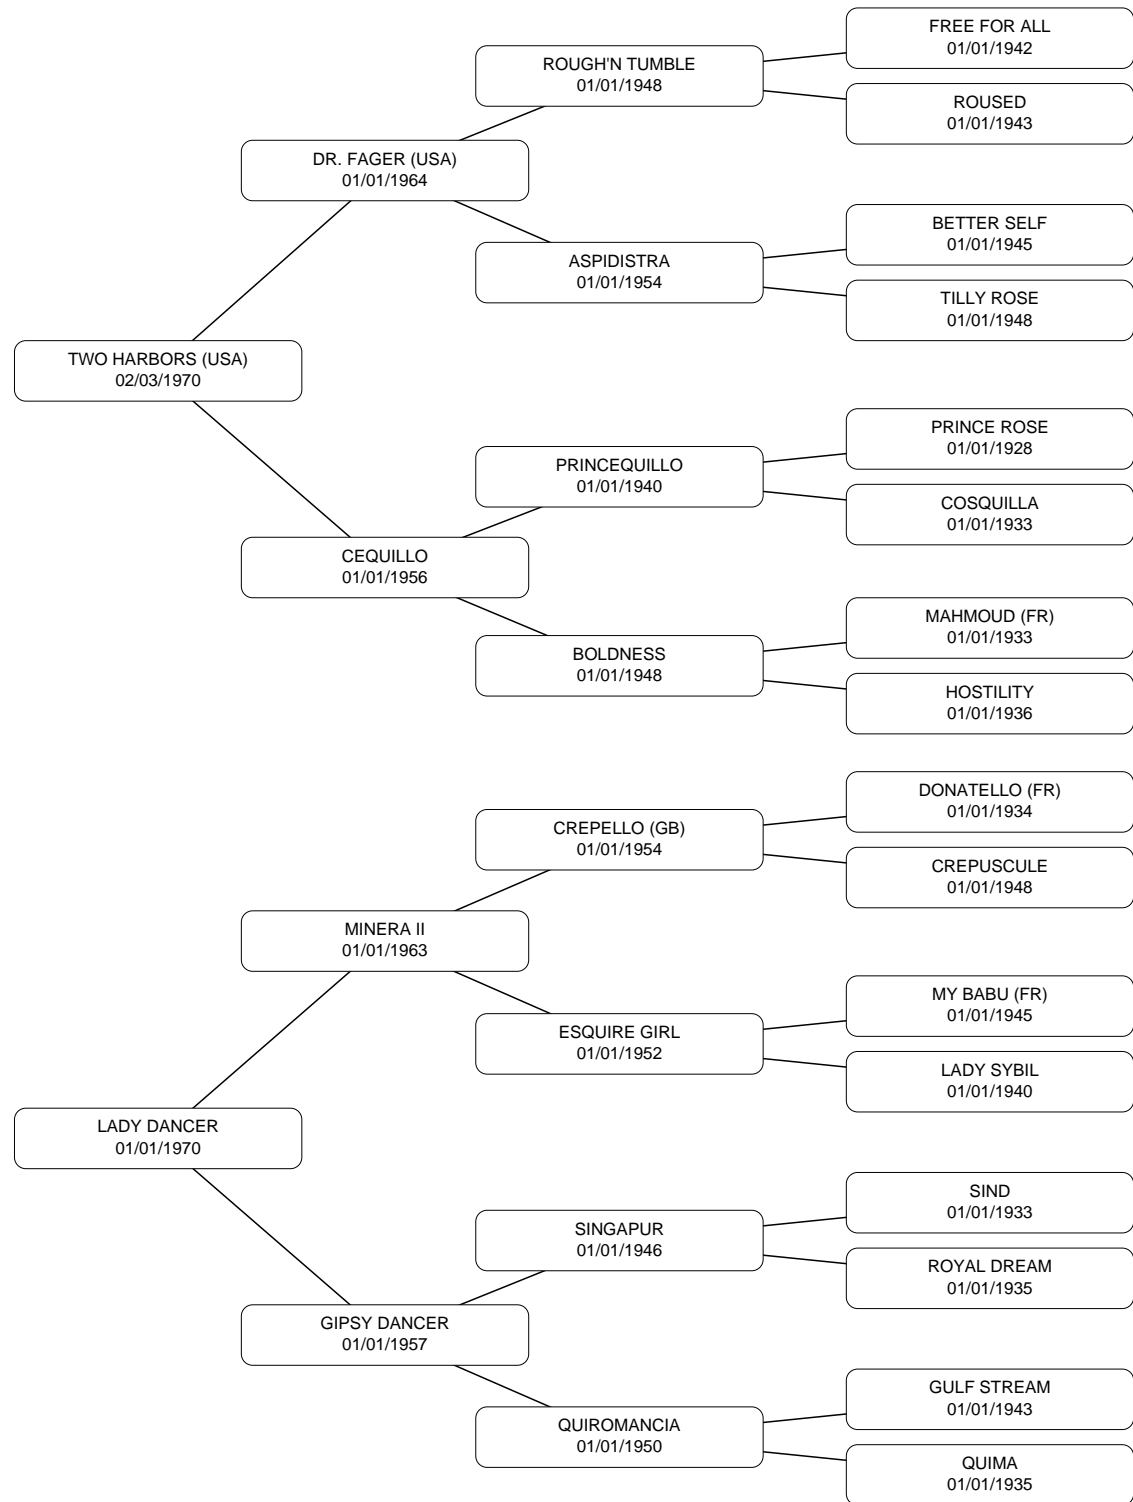 FREE FOR ALL
01/01/1942
ROUGH'N TUMBLE
01/01/1948
ROUSED
01/01/1943
DR. FAGER (USA)
01/01/1964
BETTER SELF
01/01/1945
ASPIDISTRA
01/01/1954
TILLY ROSE
01/01/1948
TWO HARBORS (USA)
02/03/1970
PRINCE ROSE
01/01/1928
PRINCEQUILLO
01/01/1940
COSQUILLA
01/01/1933
CEQUILLO
01/01/1956
MAHMOUD (FR)
01/01/1933
BOLDNESS
01/01/1948
HOSTILITY
01/01/1936
DONATELLO (FR)
01/01/1934
CREPELLO (GB)
01/01/1954
CREPUSCULE
01/01/1948
MINERA II
01/01/1963
MY BABU (FR)
01/01/1945
ESQUIRE GIRL
01/01/1952
LADY SYBIL
01/01/1940
LADY DANCER
01/01/1970
SIND
01/01/1933
SINGAPUR
01/01/1946
ROYAL DREAM
01/01/1935
GIPSY DANCER
01/01/1957
GULF STREAM
01/01/1943
QUIROMANCIA
01/01/1950
QUIMA
01/01/1935